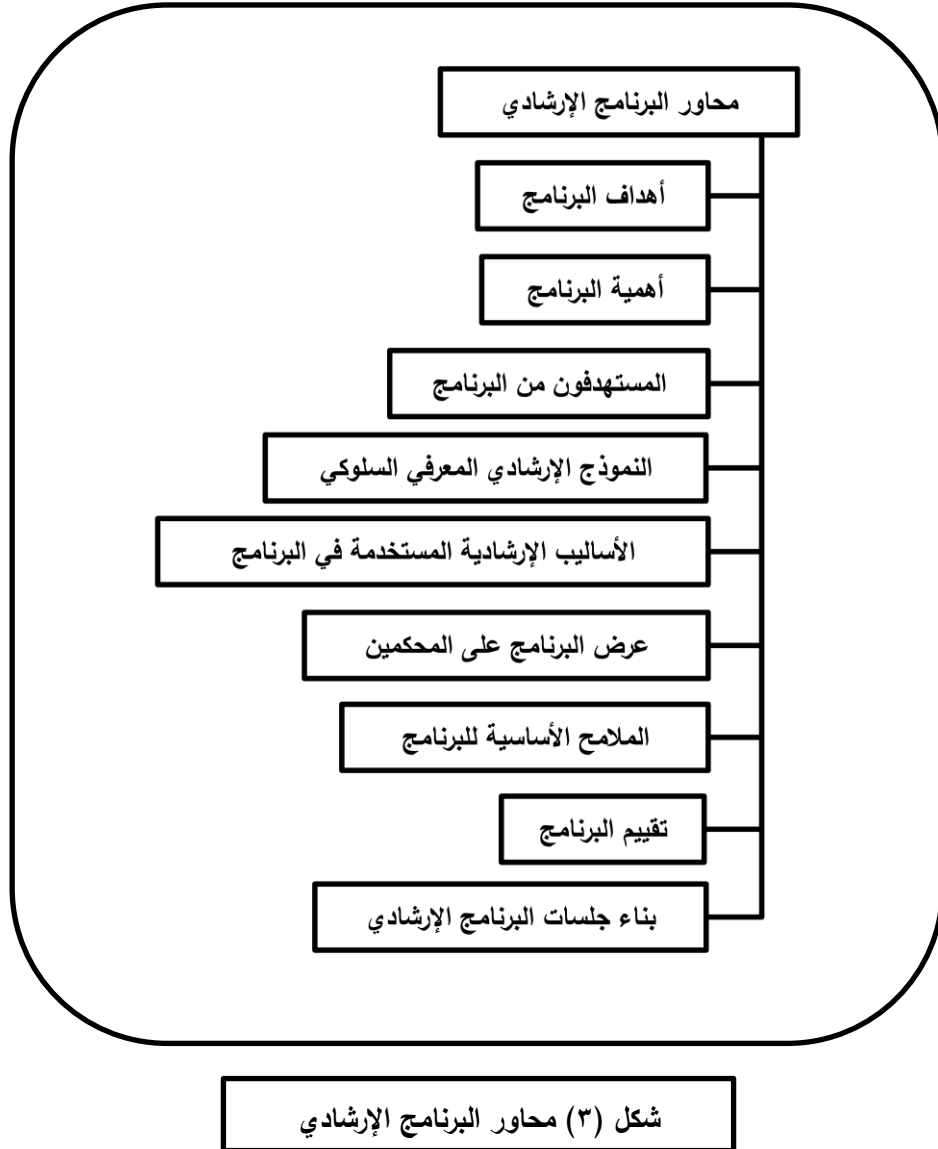 محاور البرنامج الإرشادي
أهداف البرنامج
أهمية البرنامج
المستهدفون من البرنامج
النموذج الإرشادي المعرفي السلوكي
الأساليب الإرشادية المستخدمة في البرنامج
عرض البرنامج على المحكمين
الملامح الأساسية للبرنامج
تقييم البرنامج
بناء جلسات البرنامج الإرشادي
شكل (٣) محاور البرنامج الإرشادي